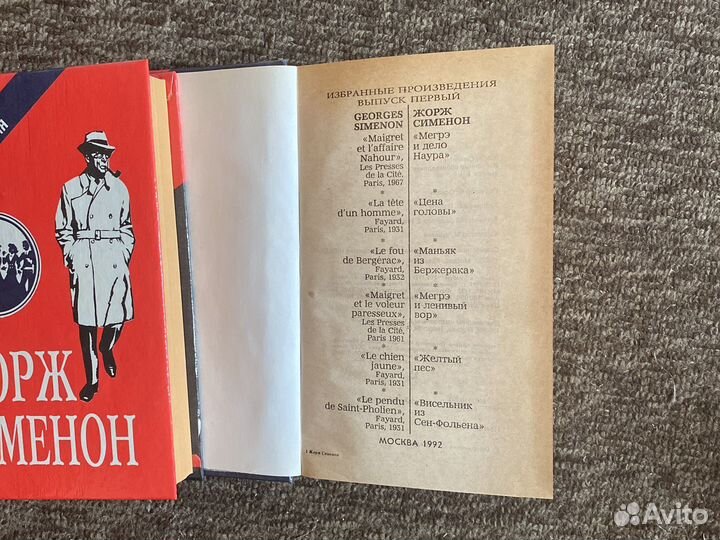 Я
ОРЖ
МЕНОН
ИЗБРАННЫЕ ПРОИЗВЕДЕНИЯ
ВЫПУСК ПЕРВЫЙ
GEORGES
SIMENON
«Maigret
et l'affaire
Nahour»,
Les Presses
de la Cité,
Paris, 1967
*
«La tête
d'un homme»,
Fayard,
Paris, 1931
*
«Le fou
de Bergerac»,
Fayard,
Paris, 1932
*
«Maigret
et le voleur
paresseux»,
Les Presses
de la Cité,
Paris, 1961
*
«Le chien
jaune»,
Fayard,
Paris, 1931
*
«Le pendu
de Saint-Pholien»,
Fayard,
Paris, 1931
ЖОРЖ
СИМЕНОН
«Мегрэ
и дело
Наура»
*
«Цена
головы»
*
«Маньяк
из
Бержерака»
*
«Мегрэ
и ленивый
вор»
*
«Желтый
пес»
*
«Висельник
из
Сен-Фольена»
МОСКВА 1992
1 Жорж Сименон
Avito